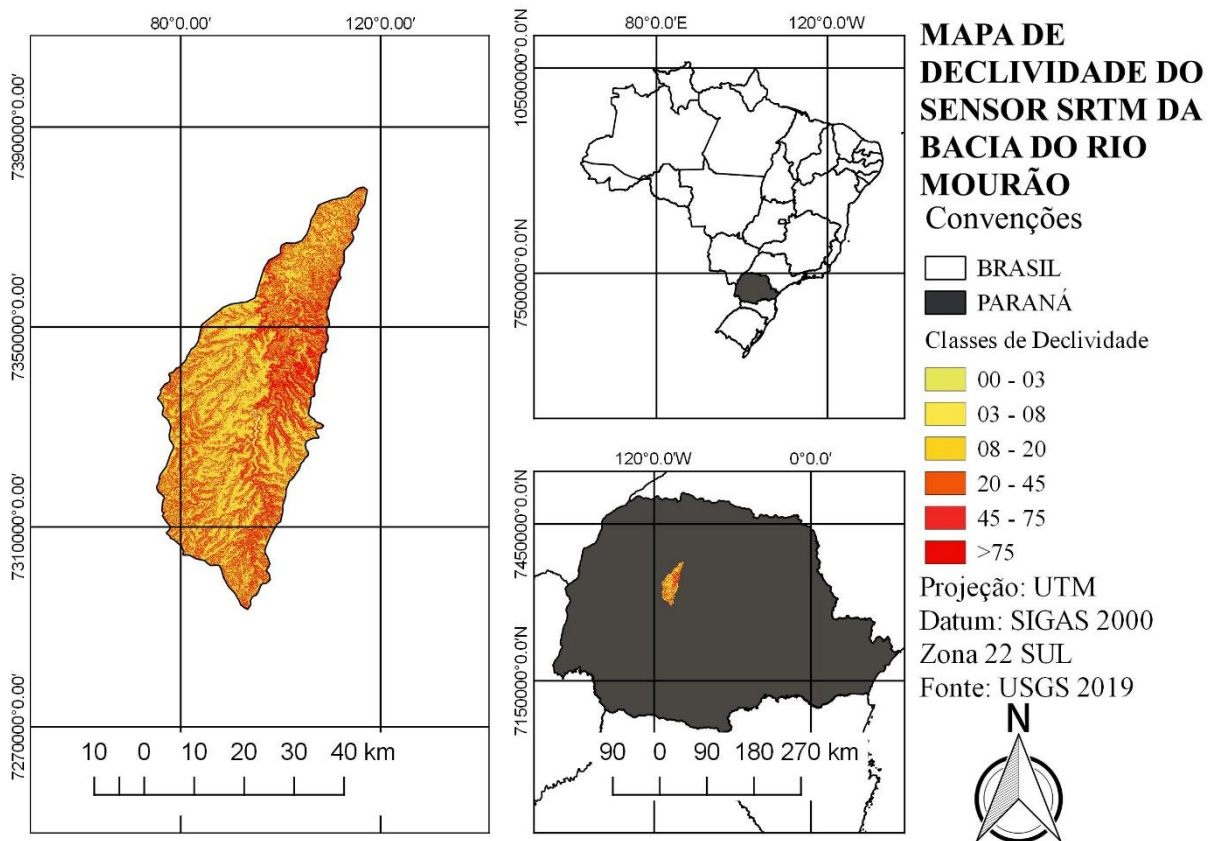 80°0.00′ 120°0.00′
7390000°0.00′
7350000°0.00′
7310000°0.00′
7270000°0.00′
10 0 10 20 30 40 km
80°0.0′E 120°0.0′W
10500000°0.0′N
7500000°0.0′N
120°0.0′W 0°0.0′
7450000°0.0′N
7150000°0.0′N
90 0 90 180 270 km
MAPA DE
DECLIVIDADE DO
SENSOR SRTM DA
BACIA DO RIO
MOURÃO
Convenções
BRASIL
PARANÁ
Classes de Declividade
00 - 03
03 - 08
08 - 20
20 - 45
45 - 75
>75
Projeção: UTM
Datum: SIGAS 2000
Zona 22 SUL
Fonte: USGS 2019
N